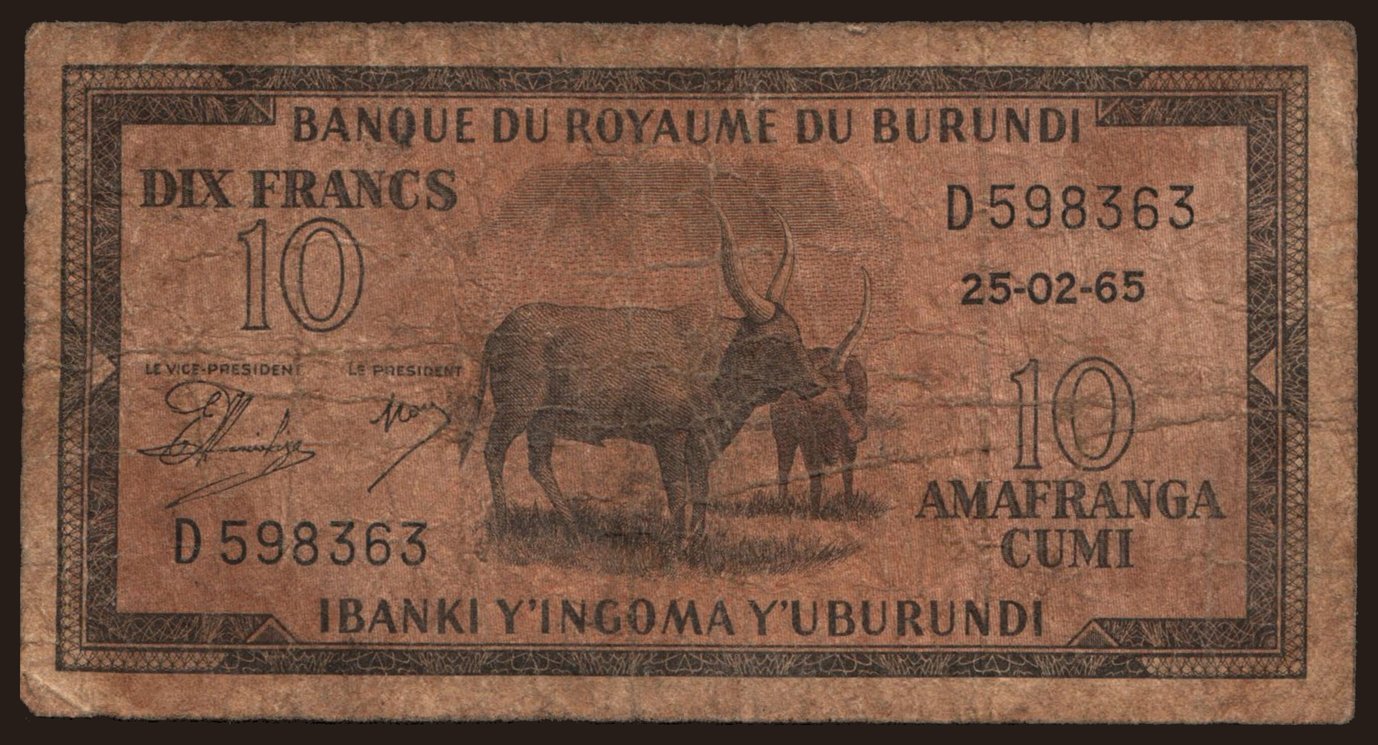 BANQUE DU ROYAUME DU BURUNDI
DIX FRANCS
10
D 598363
25-02-65
LE VICE-PRESIDENT
LE PRESIDENT
10
AMAFRANGA
CUMI
D 598363
IBANKI Y'INGOMA Y'UBURUNDI